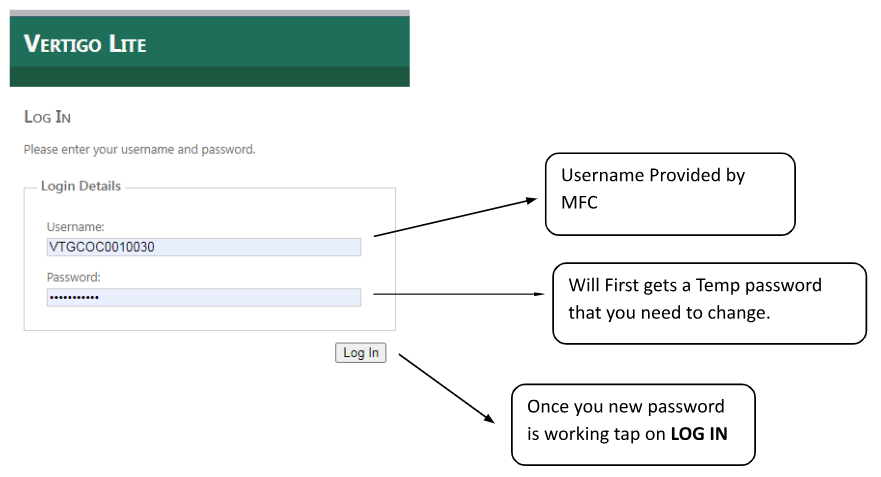 VERTIGO LITE
LOG IN
Please enter your username and password.
Login Details
Username:
VTGCOC0010030
Password:
•••••••••••
Log In
Username Provided by
MFC
Will First gets a Temp password
that you need to change.
Once you new password
is working tap on LOG IN